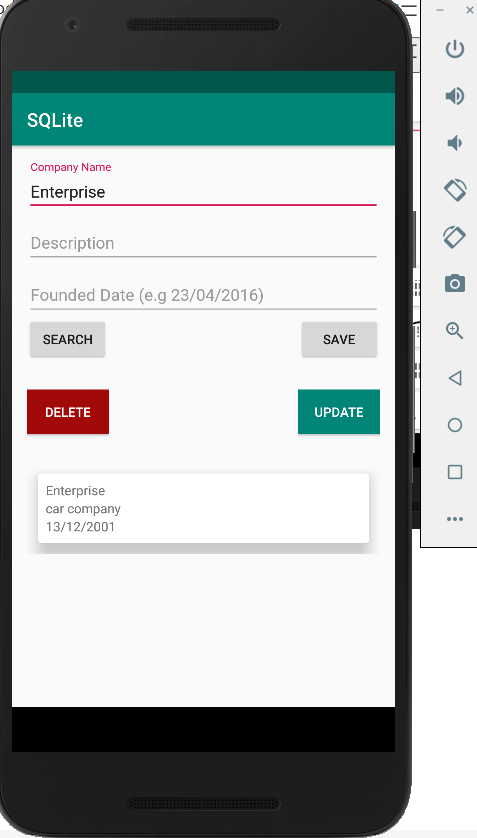 SQLite
Company Name
Enterprise
Description
Founded Date (e.g 23/04/2016)
SEARCH
SAVE
DELETE
UPDATE
Enterprise
car company
13/12/2001